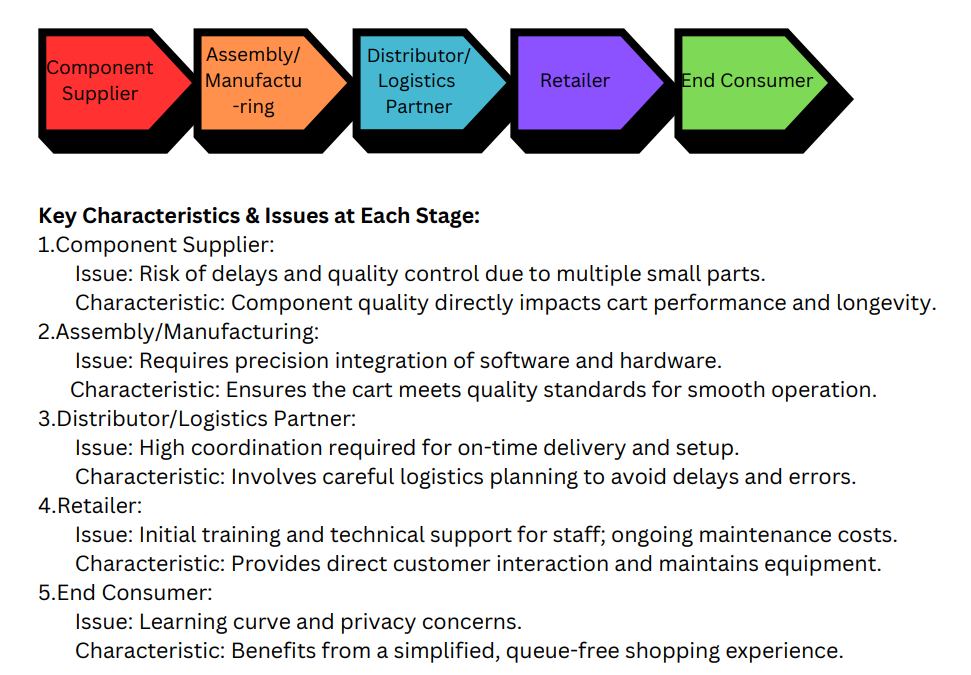 Component
Supplier
Assembly/
Manufactu
-ring
Distributor/
Logistics
Partner
Retailer
End Consumer
Key Characteristics & Issues at Each Stage:
1.Component Supplier:
Issue: Risk of delays and quality control due to multiple small parts.
Characteristic: Component quality directly impacts cart performance and longevity.
2.Assembly/Manufacturing:
Issue: Requires precision integration of software and hardware.
Characteristic: Ensures the cart meets quality standards for smooth operation.
3.Distributor/Logistics Partner:
Issue: High coordination required for on-time delivery and setup.
Characteristic: Involves careful logistics planning to avoid delays and errors.
4.Retailer:
Issue: Initial training and technical support for staff; ongoing maintenance costs.
Characteristic: Provides direct customer interaction and maintains equipment.
5.End Consumer:
Issue: Learning curve and privacy concerns.
Characteristic: Benefits from a simplified, queue-free shopping experience.